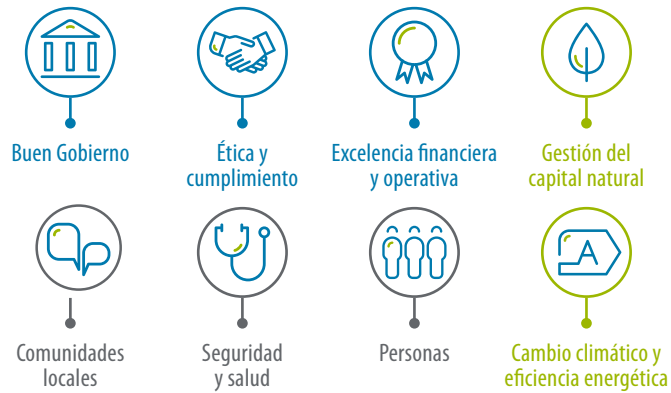 Buen Gobierno
Ética y
cumplimiento
Excelencia financiera
y operativa
Gestión del
capital natural
A
Comunidades
locales
Seguridad
y salud
Personas
Cambio climático y
eficiencia energética